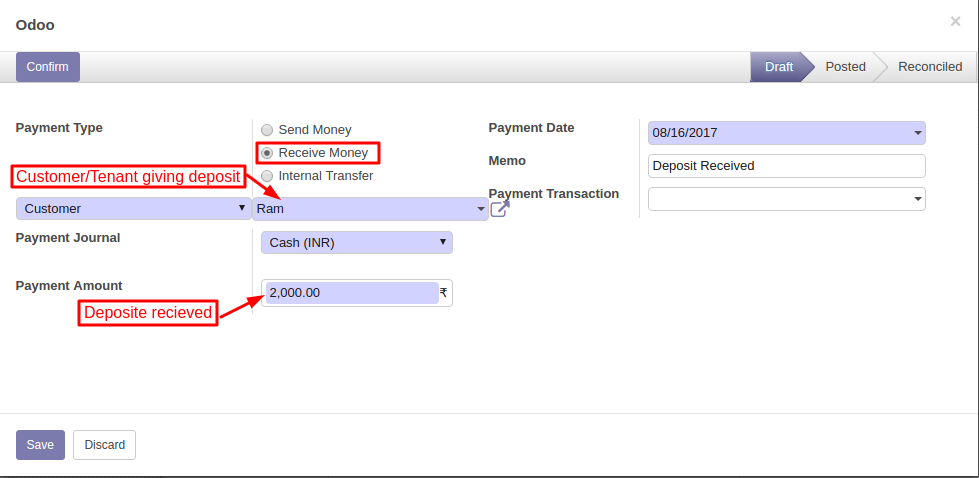 Odoo
×
Confirm
Draft
Posted
Reconciled
Payment Type
Send Money
Receive Money
Internal Transfer
Customer/Tenant giving deposit
Customer
Ram
Payment Journal
Cash (INR)
Payment Amount
2,000.00 ₹
Deposite recieved
Payment Date
08/16/2017
Memo
Deposit Received
Payment Transaction
Save
Discard